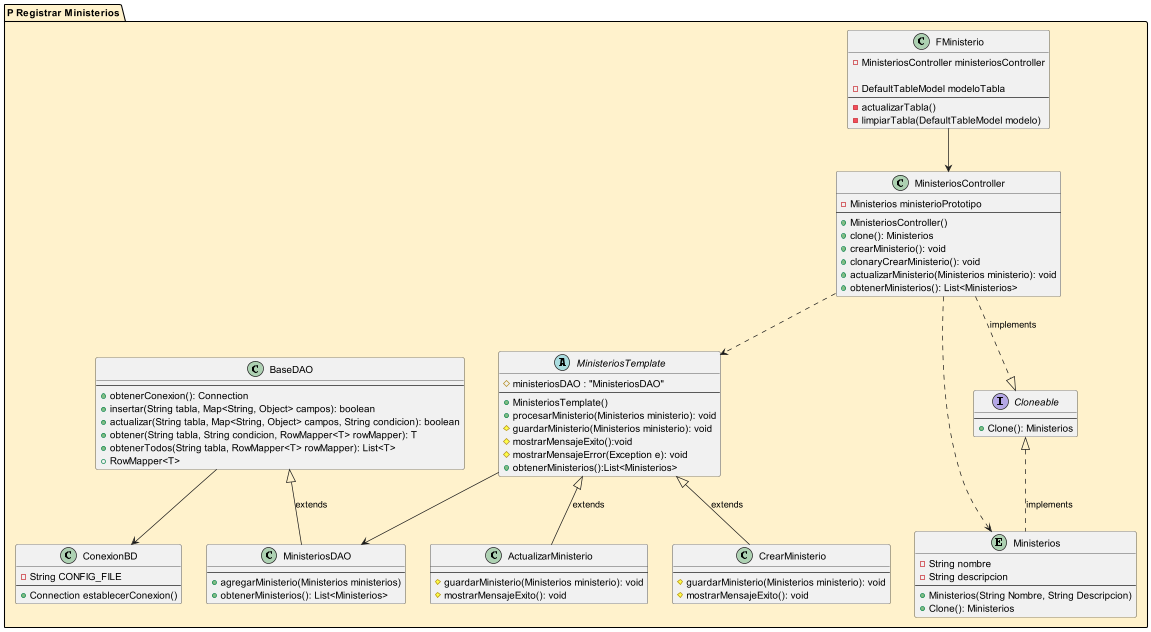 P Registrar Ministerios
C FMinisterio
MinisteriosController ministeriosController
DefaultTableModel modeloTabla
actualizarTabla()
limpiarTabla(DefaultTableModel modelo)
C MinisteriosController
Ministerios ministerioPrototipo
MinisteriosController()
clone(): Ministerios
crearMinisterio(): void
clonaryCrearMinisterio(): void
actualizarMinisterio(Ministerios ministerio): void
obtenerMinisterios(): List<Ministerios>
implements
C BaseDAO
obtenerConexion(): Connection
insertar(String tabla, Map<String, Object> campos): boolean
actualizar(String tabla, Map<String, Object> campos, String condicion): boolean
obtener(String tabla, String condicion, RowMapper<T> rowMapper): T
obtenerTodos(String tabla, RowMapper<T> rowMapper): List<T>
RowMapper<T>
A MinisteriosTemplate
ministeriosDAO : "MinisteriosDAO"
MinisteriosTemplate()
procesarMinisterio(Ministerios ministerio): void
guardarMinisterio(Ministerios ministerio): void
mostrarMensajeExito():void
mostrarMensajeError(Exception e): void
obtenerMinisterios():List<Ministerios>
I Cloneable
Clone(): Ministerios
extends
extends
extends
implements
C ConexionBD
String CONFIG_FILE
Connection establecerConexion()
C MinisteriosDAO
agregarMinisterio(Ministerios ministerios)
obtenerMinisterios(): List<Ministerios>
C ActualizarMinisterio
guardarMinisterio(Ministerios ministerio): void
mostrarMensajeExito(): void
C CrearMinisterio
guardarMinisterio(Ministerios ministerio): void
mostrarMensajeExito(): void
E Ministerios
String nombre
String descripcion
Ministerios(String Nombre, String Descripcion)
Clone(): Ministerios